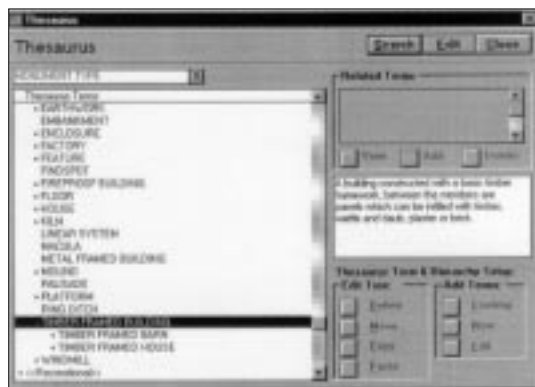 Thesaurus
Thesaurus
Search Edit Close
MONUMENT TYPE
Thesaurus Terms
+ EARTHWORK
EMBANKMENT
+ ENCLOSURE
+ FACTORY
+ FEATURE
FINDSPOT
+ FIREPROOF BUILDING
+ FLOOR
+ HOUSE
+ KILN
LINEAR SYSTEM
MACULA
METAL FRAMED BUILDING
+ MOUND
PALISADE
+ PLATFORM
RING DITCH
- TIMBER FRAMED BUILDING
+ TIMBER FRAMED BARN
+ TIMBER FRAMED HOUSE
+ WINDMILL
+ <<Recreational>>
Related Terms
View Add
A building constructed with a basic timber
framework, between the members are
panels which can be infilled with timber,
wattle and daub, plaster or brick.
Thesaurus Term & Hierarchy Setup
Edit Term
Delete
Move
Copy
Add Terms
New